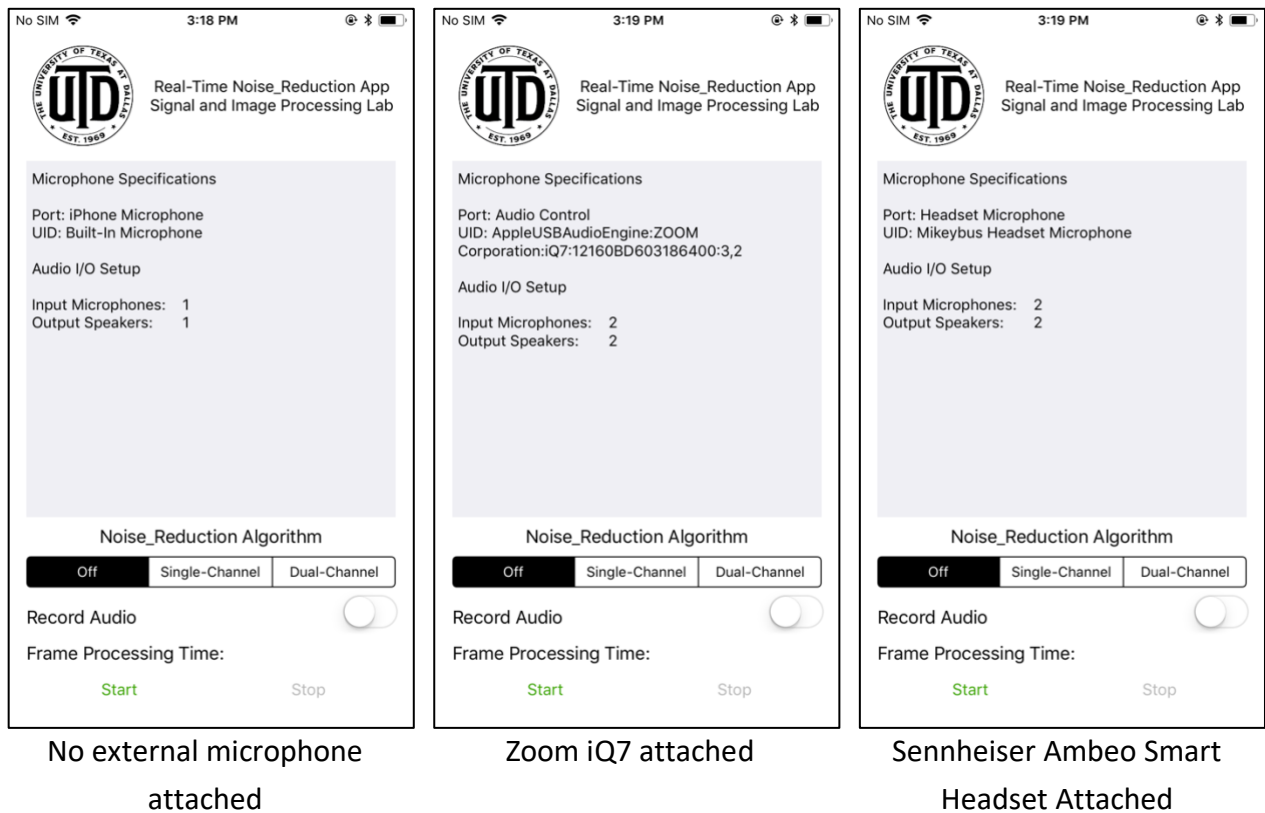 No SIM 3:18 PM
THE UNIVERSITY OF TEXAS AT DALLAS
UTD
EST. 1969
Real-Time Noise_Reduction App
Signal and Image Processing Lab
Microphone Specifications
Port: iPhone Microphone
UID: Built-In Microphone
Audio I/O Setup
Input Microphones: 1
Output Speakers: 1
Noise_Reduction Algorithm
Off Single-Channel Dual-Channel
Record Audio
Frame Processing Time:
Start Stop
No external microphone
attached
No SIM 3:19 PM
THE UNIVERSITY OF TEXAS AT DALLAS
UTD
EST. 1969
Real-Time Noise_Reduction App
Signal and Image Processing Lab
Microphone Specifications
Port: Audio Control
UID: AppleUSBAudioEngine:ZOOM
Corporation:iQ7:12160BD603186400:3,2
Audio I/O Setup
Input Microphones: 2
Output Speakers: 2
Noise_Reduction Algorithm
Off Single-Channel Dual-Channel
Record Audio
Frame Processing Time:
Start Stop
Zoom iQ7 attached
No SIM 3:19 PM
THE UNIVERSITY OF TEXAS AT DALLAS
UTD
EST. 1969
Real-Time Noise_Reduction App
Signal and Image Processing Lab
Microphone Specifications
Port: Headset Microphone
UID: Mikeybus Headset Microphone
Audio I/O Setup
Input Microphones: 2
Output Speakers: 2
Noise_Reduction Algorithm
Off Single-Channel Dual-Channel
Record Audio
Frame Processing Time:
Start Stop
Sennheiser Ambeo Smart
Headset Attached